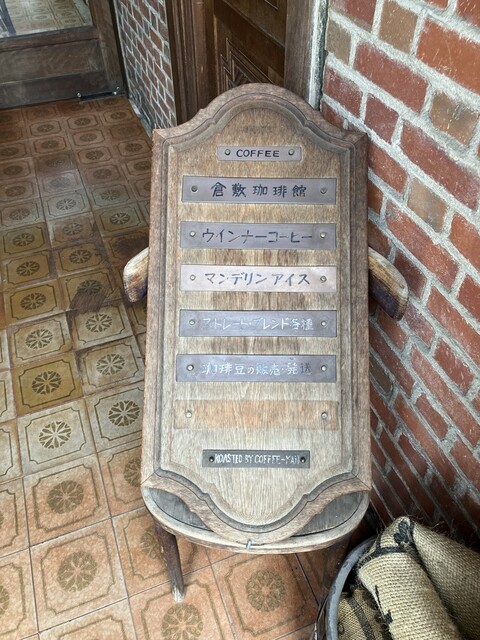 COFFEE
倉敷珈琲館
ウインナーコーヒー
マンデリンアイス
ストレート・ブレンド各種
珈琲豆の販売・発送
ROASTED BY COFFEE-MAN